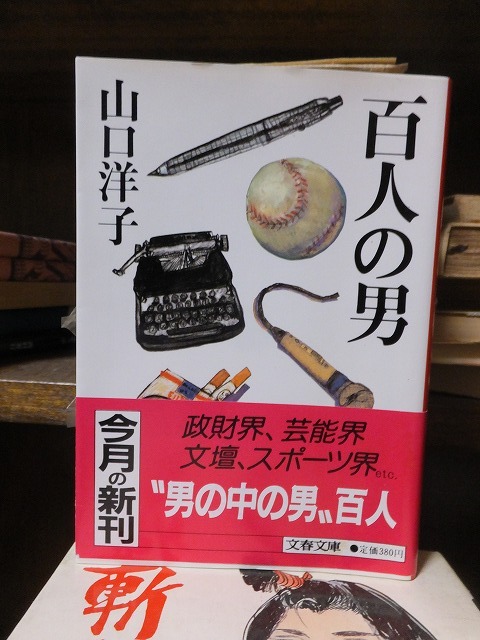 百人の男
山口洋子
今月の新刊
政財界、芸能界
文壇、スポーツ界etc.
〝男の中の男〟百人
文春文庫 ●定価380円
斬